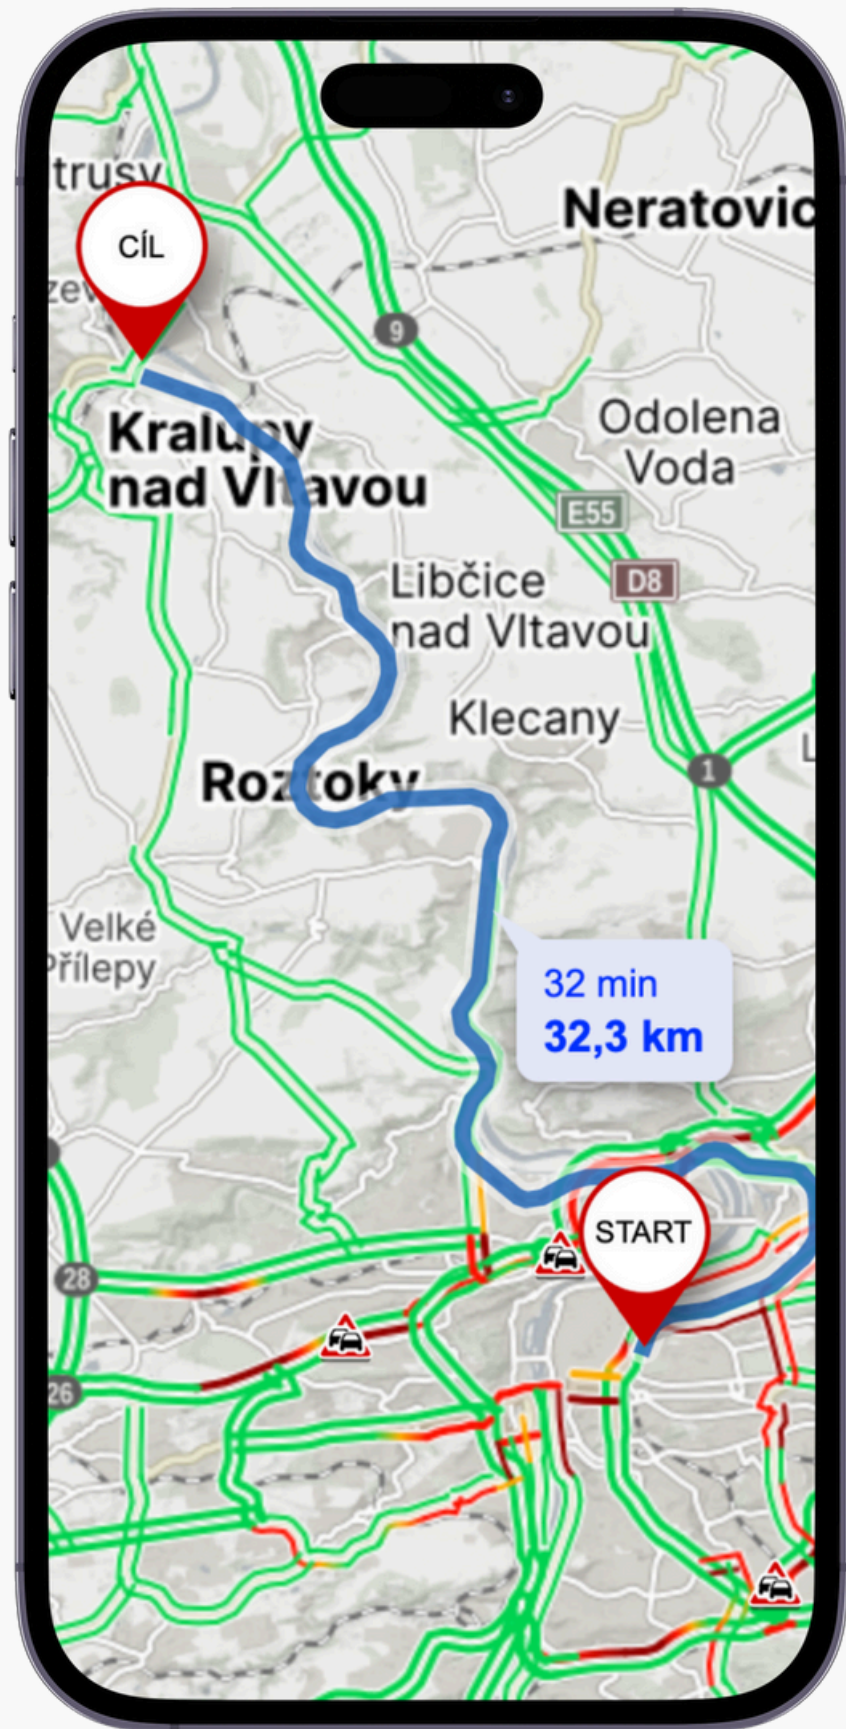 trusy
Neratovic
CÍL
zev
9
Kralupy
nad Vltavou
Odolena
Voda
E55
D8
Libčice
nad Vltavou
Klecany
1
L
Roztoky
Velké
Přílepy
32 min
32,3 km
START
28
26